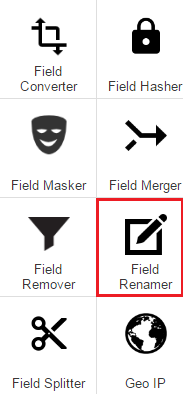 Field
Converter
Field Hasher
Field Masker
Field Merger
Field
Remover
Field
Renamer
Field Splitter
Geo IP